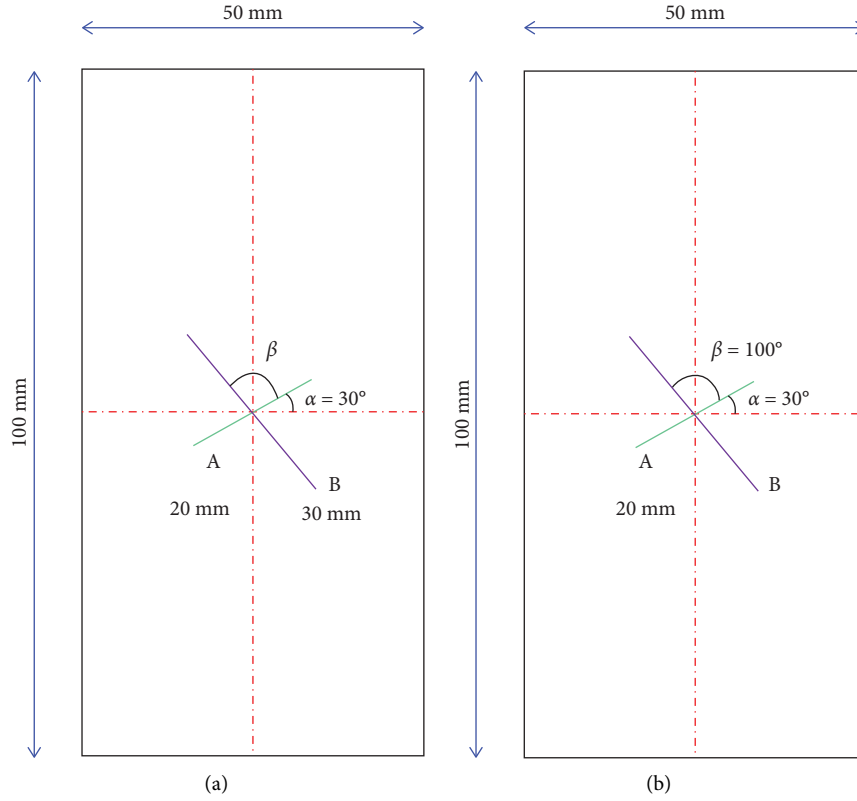 50 mm
100 mm
β
α = 30°
A
B
20 mm
30 mm
(a)
50 mm
100 mm
β = 100°
α = 30°
A
B
20 mm
(b)